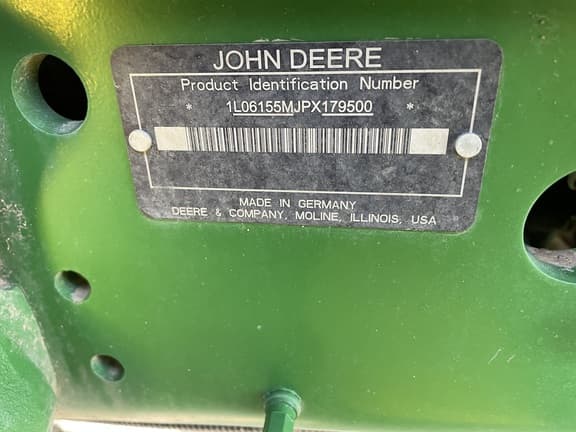 JOHN DEERE
Product Identification Number
* 1L06155MJPX179500 *
MADE IN GERMANY
DEERE & COMPANY, MOLINE, ILLINOIS, USA